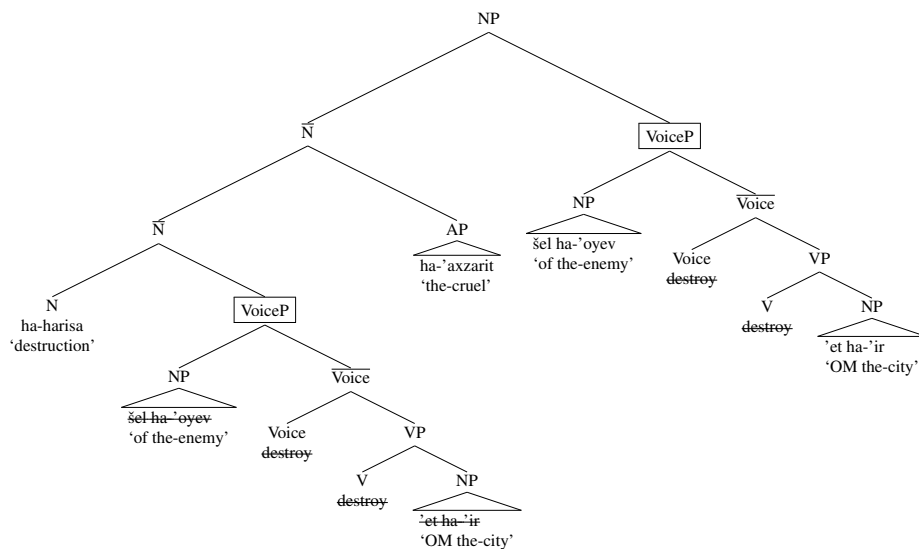 NP
N̅
VoiceP
NP
V̅o̅i̅c̅e̅
šel ha-’oyev
‘of the-enemy’
N̅
AP
ha-’axzarit
‘the-cruel’
Voice
destroy
VP
N
ha-harisa
‘destruction’
VoiceP
V
destroy
NP
’et ha-’ir
‘OM the-city’
NP
V̅o̅i̅c̅e̅
šel ha-’oyev
‘of the-enemy’
Voice
destroy
VP
V
destroy
NP
’et ha-’ir
‘OM the-city’